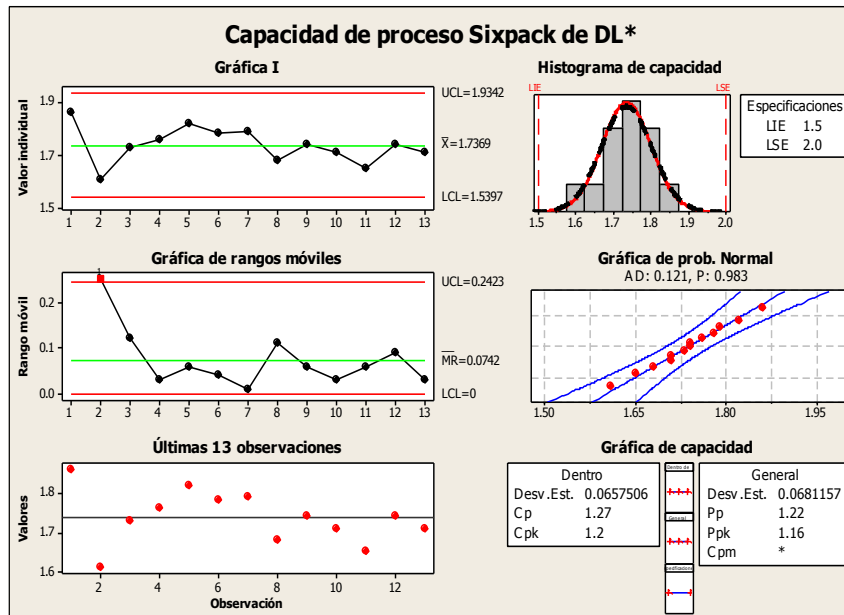 Capacidad de proceso Sixpack de DL*
Gráfica I
Valor individual
1.9
1.7
1.5
1 2 3 4 5 6 7 8 9 10 11 12 13
UCL=1.9342
X=1.7369
LCL=1.5397
Histograma de capacidad
LIE LSE
1.5 1.6 1.7 1.8 1.9 2.0
Especificaciones
LIE 1.5
LSE 2.0
Gráfica de rangos móviles
Rango móvil
0.2
0.1
0.0
1
1 2 3 4 5 6 7 8 9 10 11 12 13
UCL=0.2423
MR=0.0742
LCL=0
Gráfica de prob. Normal
AD: 0.121, P: 0.983
1.50 1.65 1.80 1.95
Últimas 13 observaciones
Valores
1.8
1.7
1.6
2 4 6 8 10 12
Observación
Gráfica de capacidad
Dentro
Desv.Est. 0.0657506
Cp 1.27
Cpk 1.2
Dentro de
General
General
Desv.Est. 0.0681157
Pp 1.22
Ppk 1.16
Cpm *